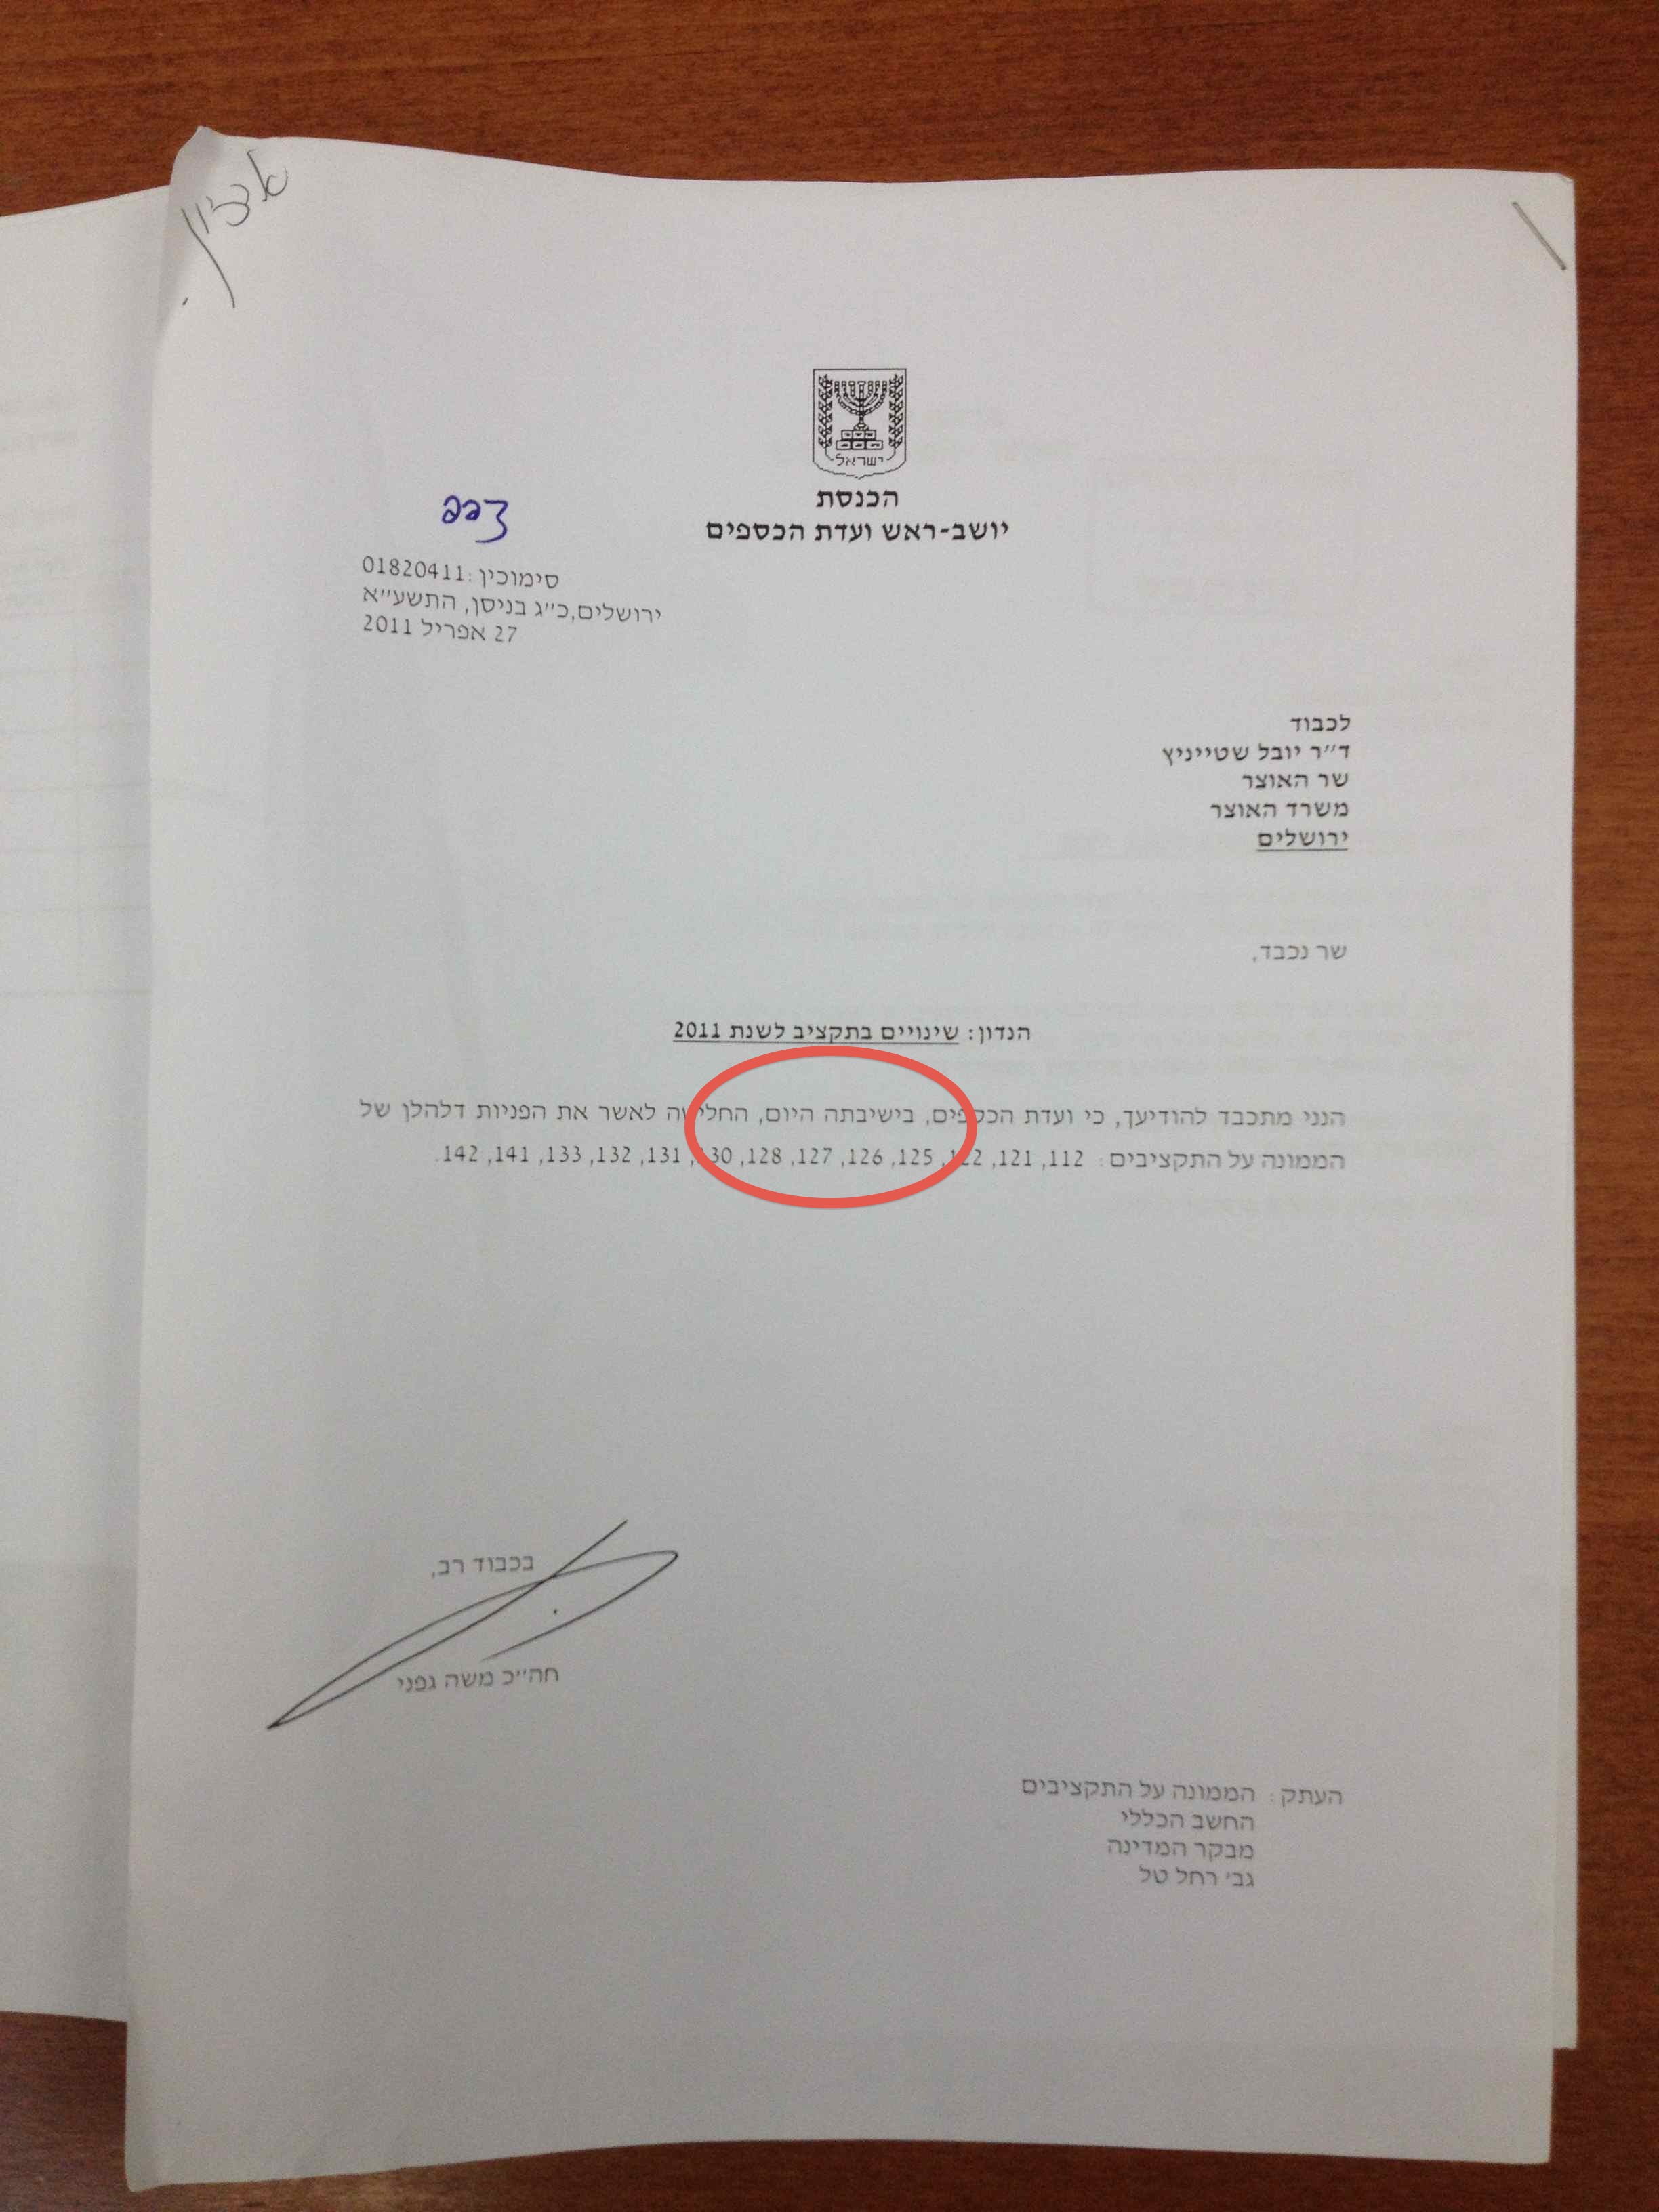 ישראל
הכנסת
יושב-ראש ועדת הכספים
סימוכין: 01820411
ירושלים,כ"ג בניסן, התשע"א
27 אפריל 2011
לכבוד
ד"ר יובל שטייניץ
שר האוצר
משרד האוצר
ירושלים
שר נכבד,
הנדון: שינויים בתקציב לשנת 2011
הנני מתכבד להודיעך, כי ועדת הכספים, בישיבתה היום, החליטה לאשר את הפניות דלהלן של
הממונה על התקציבים: 112, 121, 122, 125, 126, 127, 128, 130, 131, 132, 133, 141, 142.
בכבוד רב,
חה"כ משה גפני
העתק: הממונה על התקציבים
החשב הכללי
מבקר המדינה
גב' רחל טל